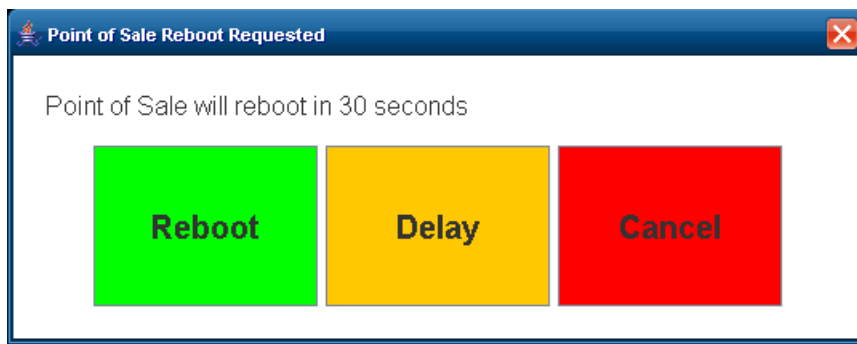 Point of Sale Reboot Requested
Point of Sale will reboot in 30 seconds
Reboot Delay Cancel